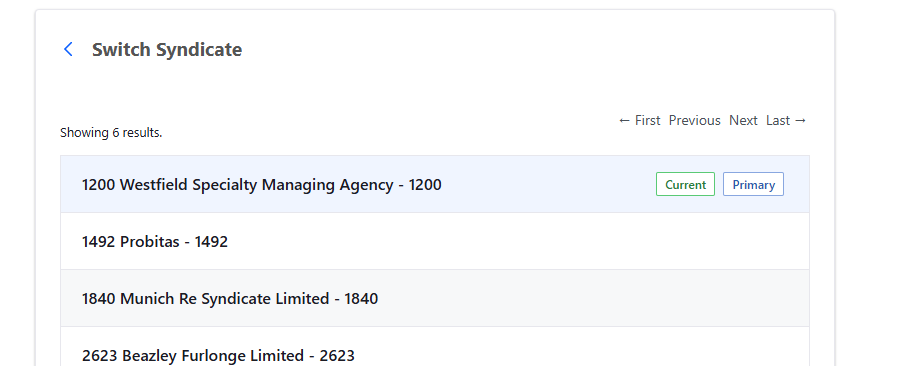 Switch Syndicate
← First Previous Next Last →
Showing 6 results.
1200 Westfield Specialty Managing Agency - 1200 Current Primary
1492 Probitas - 1492
1840 Munich Re Syndicate Limited - 1840
2623 Beazley Furlonge Limited - 2623